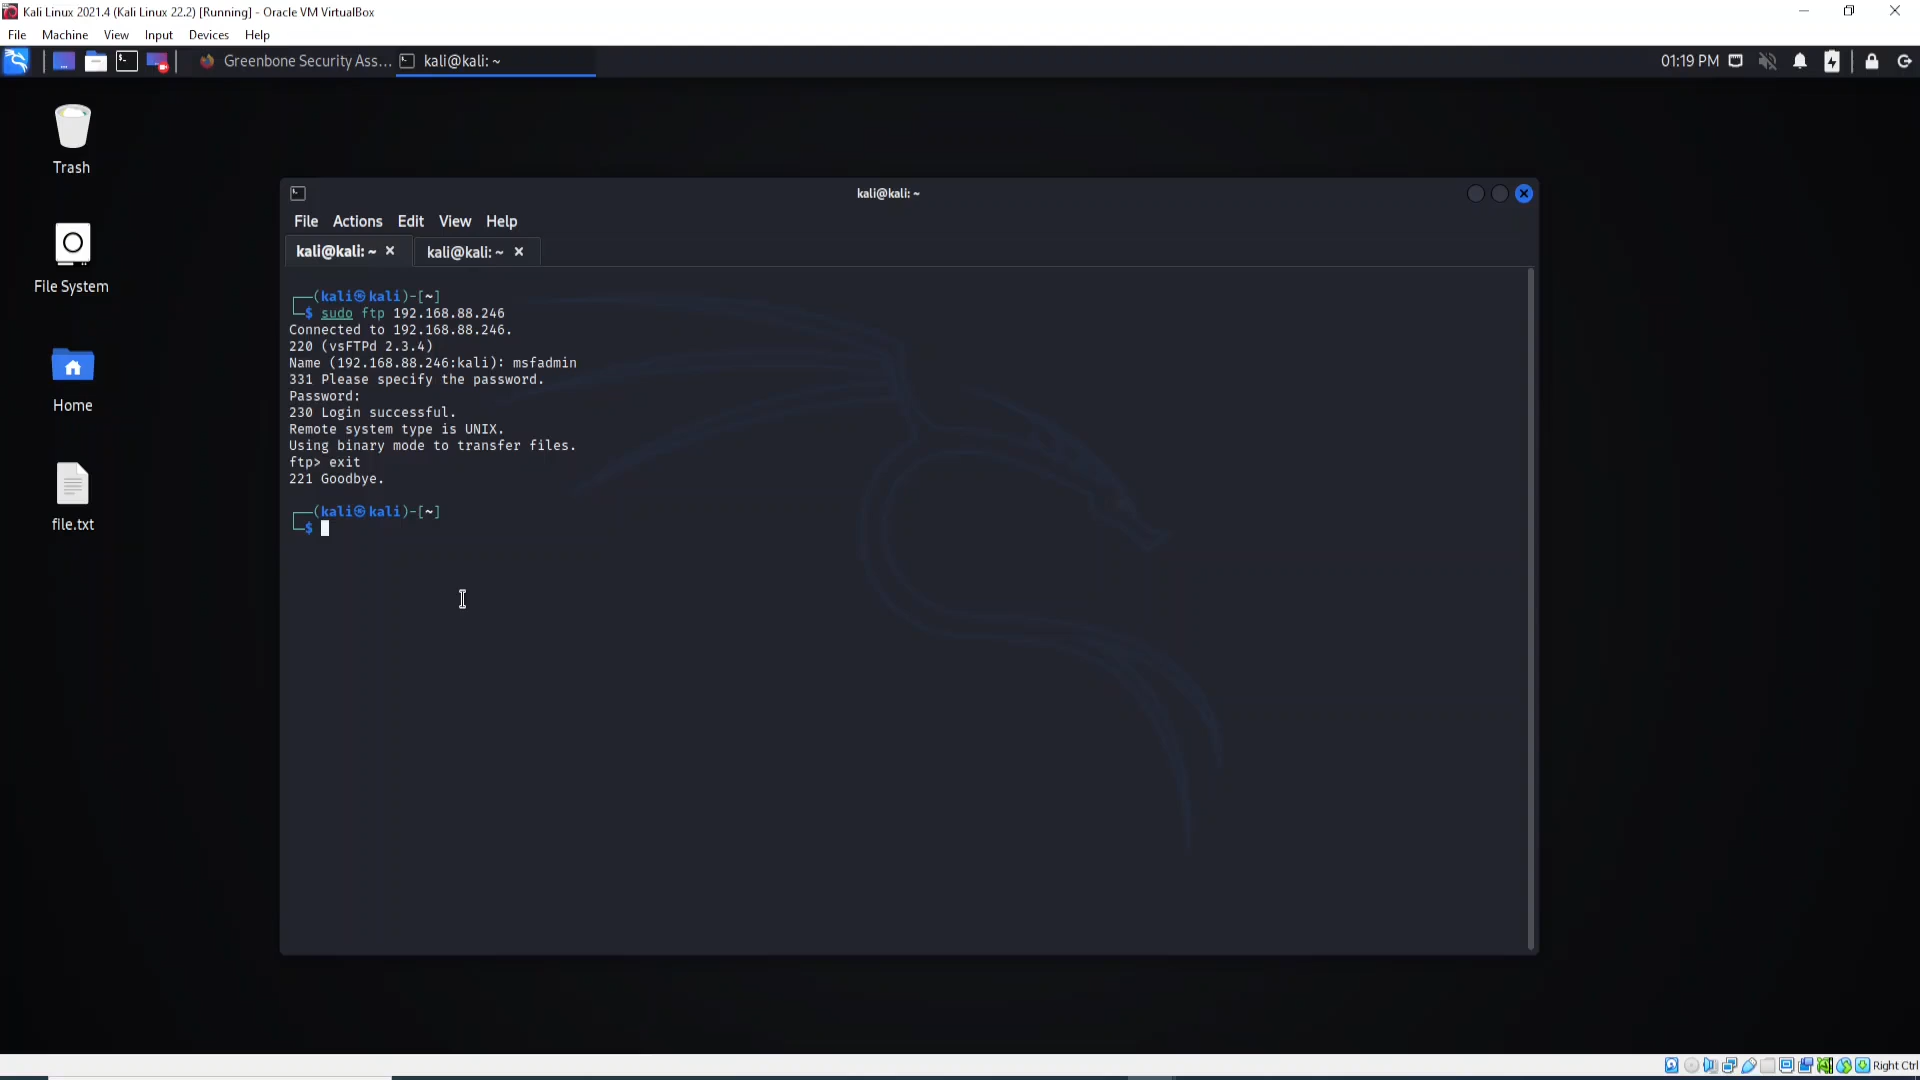 Kali Linux 2021.4 (Kali Linux 22.2) [Running] - Oracle VM VirtualBox
File Machine View Input Devices Help
Greenbone Security Ass... kali@kali: ~ 01:19 PM
Trash
File System
Home
file.txt
kali@kali: ~
File Actions Edit View Help
kali@kali: ~ kali@kali: ~
┌──(kali㉿kali)-[~]
└─$ sudo ftp 192.168.88.246
Connected to 192.168.88.246.
220 (vsFTPd 2.3.4)
Name (192.168.88.246:kali): msfadmin
331 Please specify the password.
Password:
230 Login successful.
Remote system type is UNIX.
Using binary mode to transfer files.
ftp> exit
221 Goodbye.
┌──(kali㉿kali)-[~]
└─$
Right Ctrl